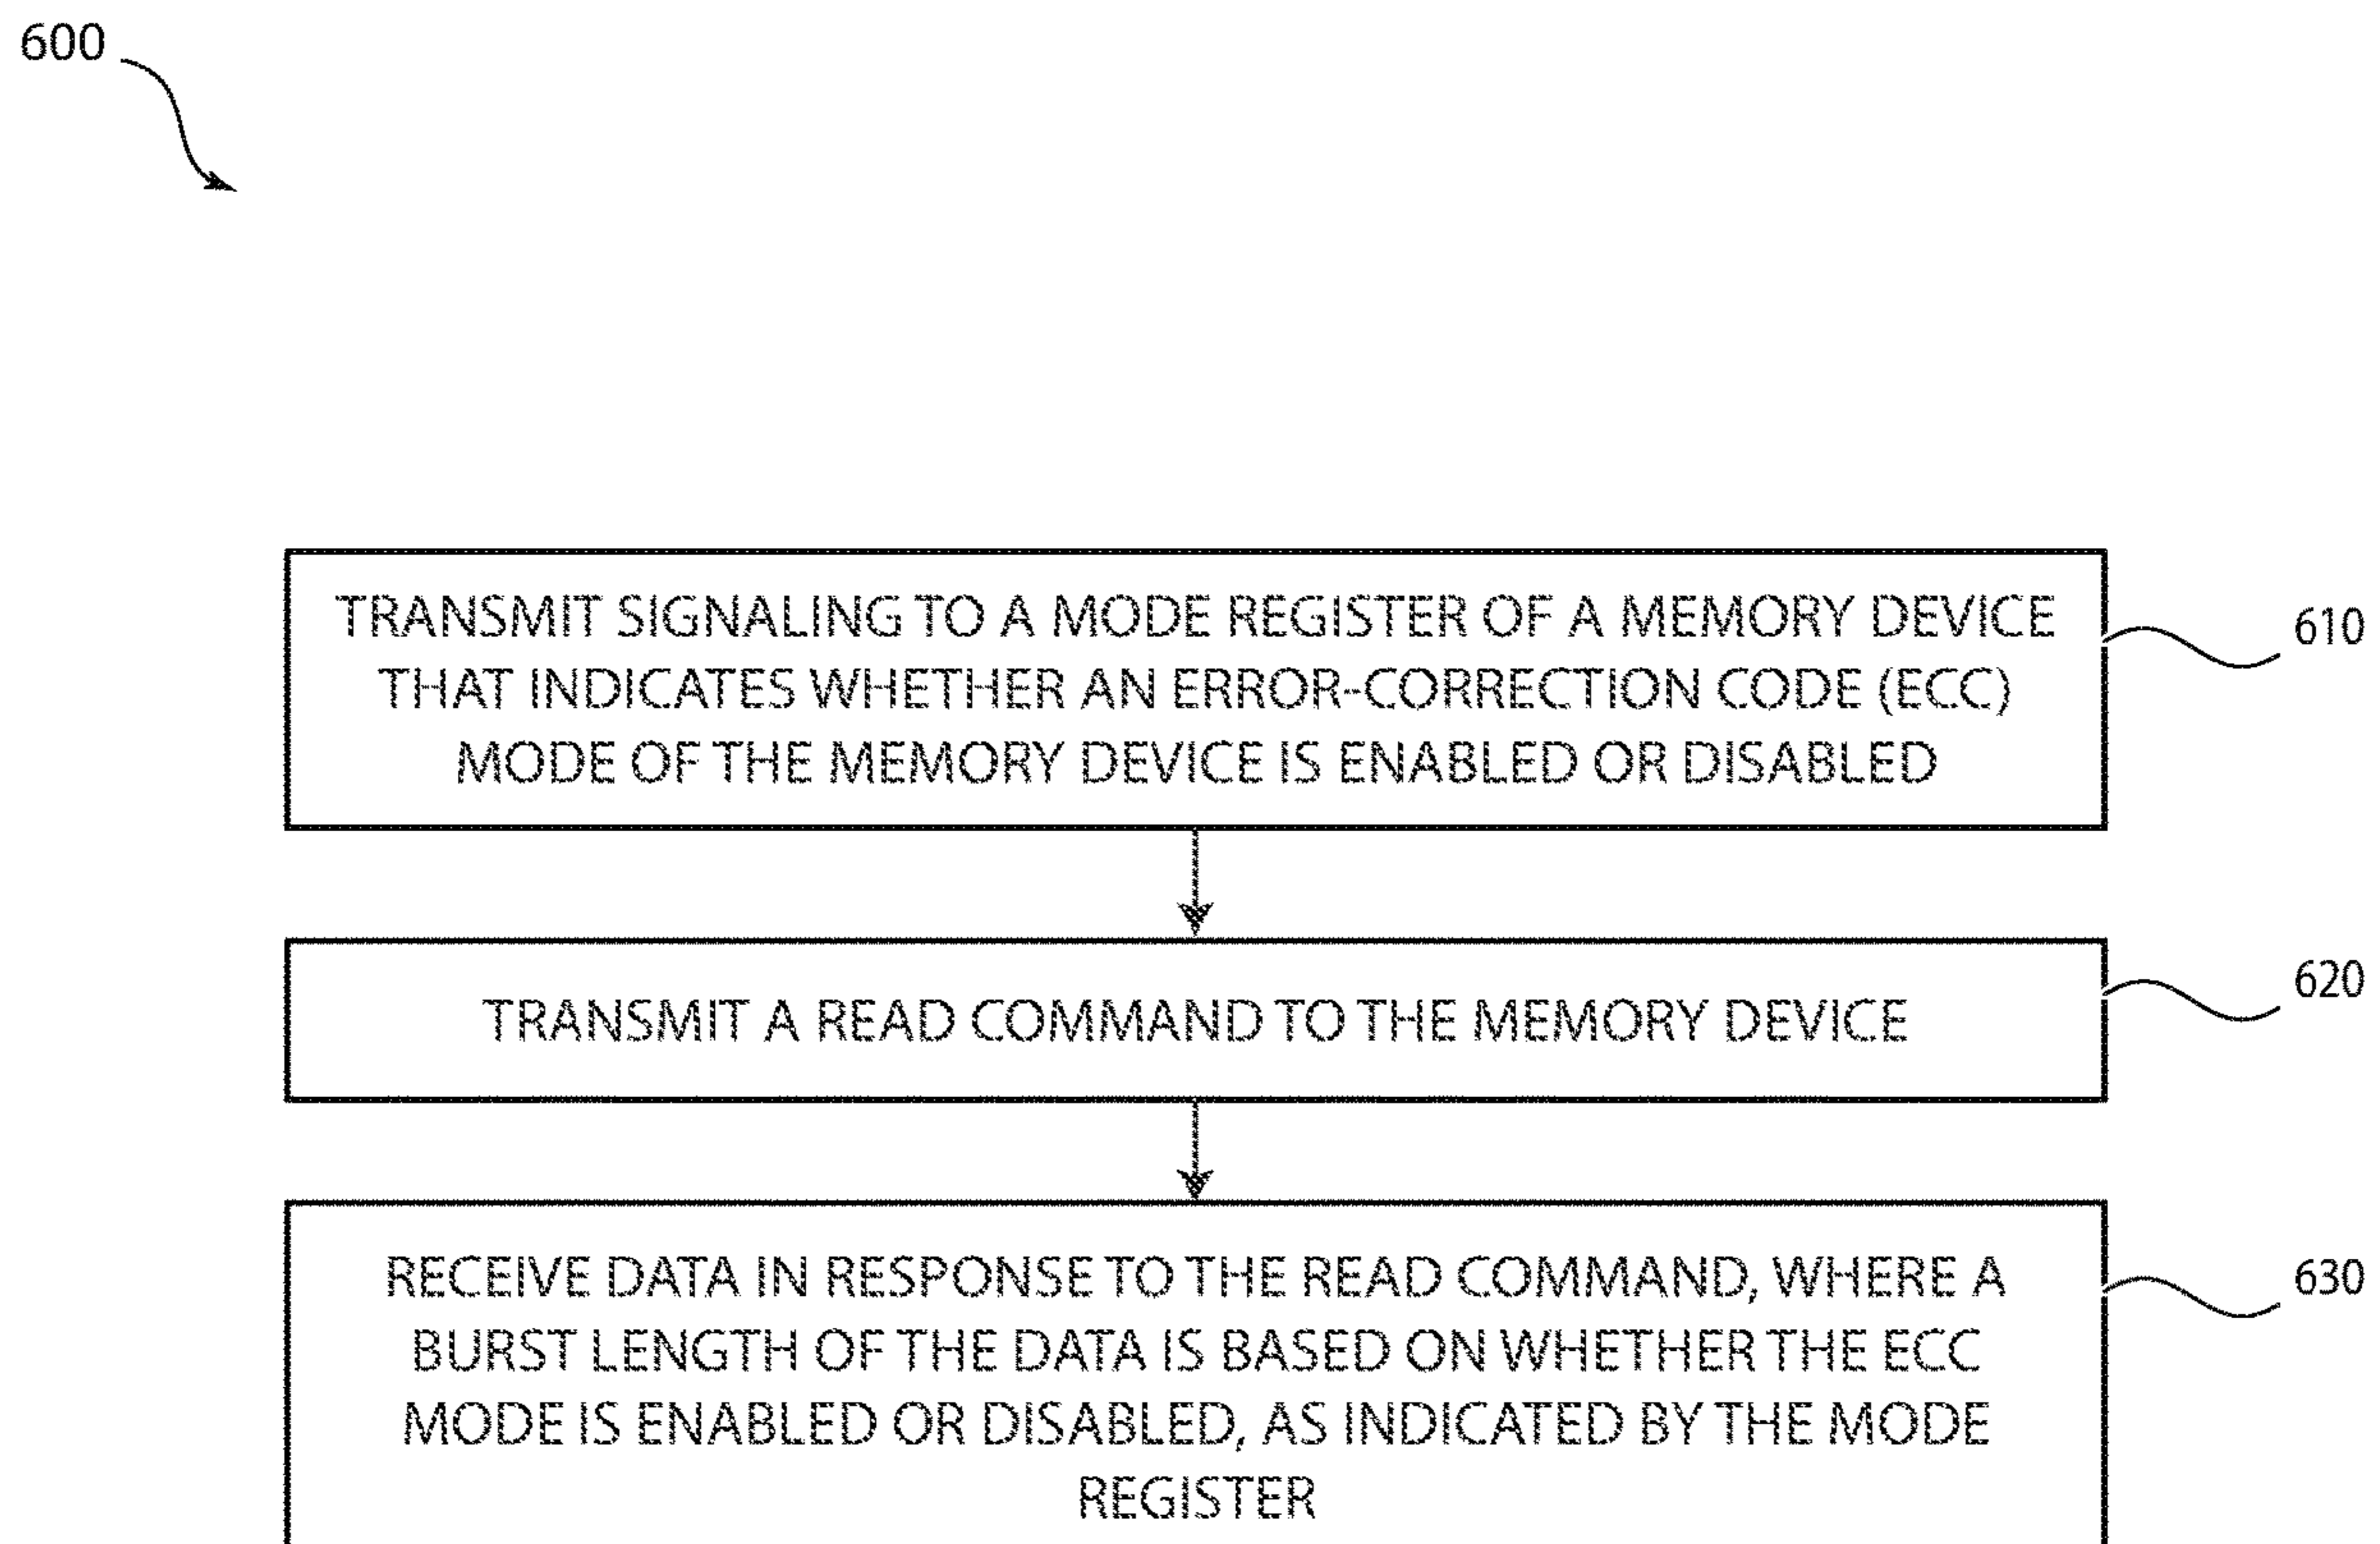 600
TRANSMIT SIGNALING TO A MODE REGISTER OF A MEMORY DEVICE
THAT INDICATES WHETHER AN ERROR-CORRECTION CODE (ECC)
MODE OF THE MEMORY DEVICE IS ENABLED OR DISABLED
610
TRANSMIT A READ COMMAND TO THE MEMORY DEVICE
620
RECEIVE DATA IN RESPONSE TO THE READ COMMAND, WHERE A
BURST LENGTH OF THE DATA IS BASED ON WHETHER THE ECC
MODE IS ENABLED OR DISABLED, AS INDICATED BY THE MODE
REGISTER
630